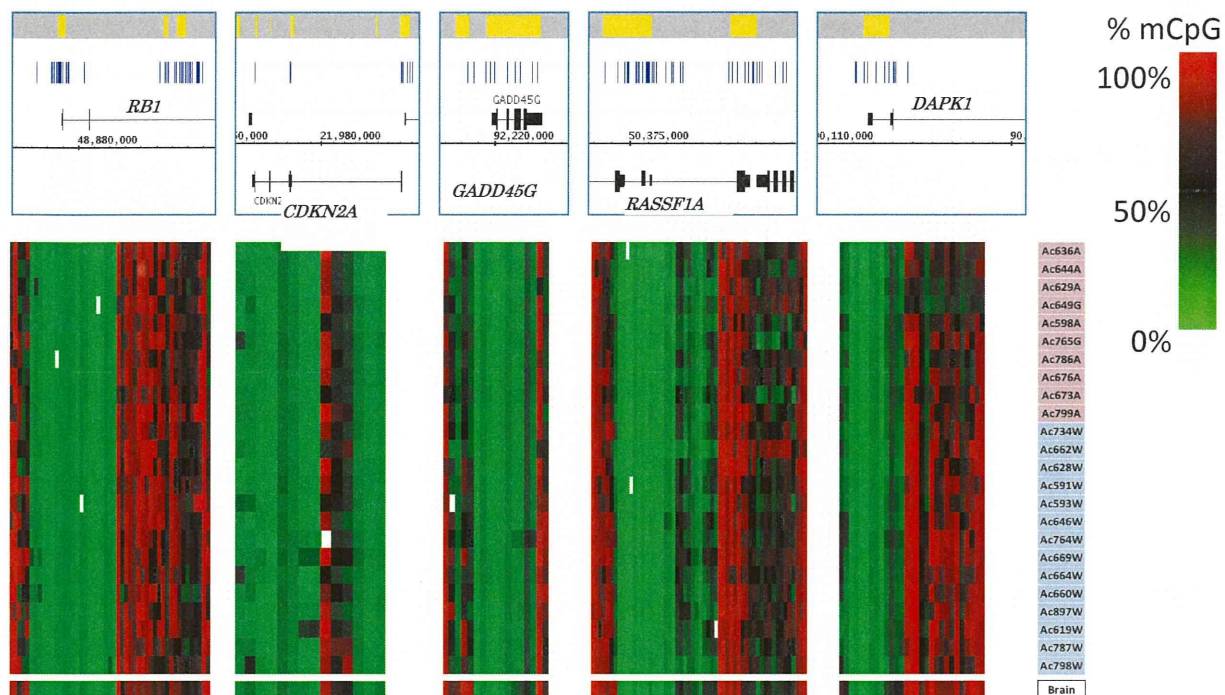 % mCpG
100%
50%
0%
RB1
48,880,000
0,000
21,980,000
CDKN2
CDKN2A
GADD45G
92,220,000
GADD45G
50,375,000
RASSF1A
DAPK1
0,110,000
90,
Ac636A
Ac644A
Ac629A
Ac649G
Ac598A
Ac765G
Ac786A
Ac676A
Ac673A
Ac799A
Ac734W
Ac662W
Ac628W
Ac591W
Ac593W
Ac646W
Ac764W
Ac669W
Ac664W
Ac660W
Ac897W
Ac619W
Ac787W
Ac798W
Brain